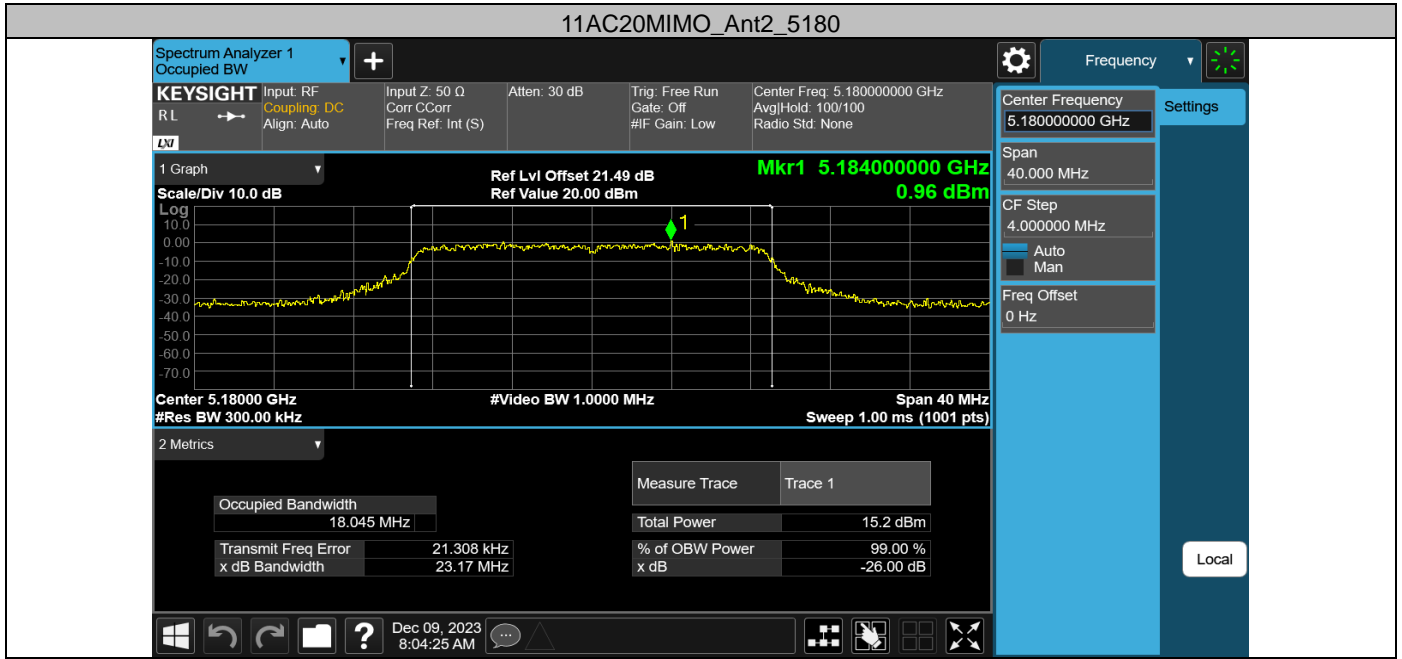 11AC20MIMO_Ant2_5180
Spectrum Analyzer 1
Occupied BW
+
Frequency
KEYSIGHT
R L
LXI
Input: RF
Coupling: DC
Align: Auto
Input Z: 50 Ω
Corr CCorr
Freq Ref: Int (S)
Atten: 30 dB
Trig: Free Run
Gate: Off
#IF Gain: Low
Center Freq: 5.180000000 GHz
Avg|Hold: 100/100
Radio Std: None
Center Frequency
5.180000000 GHz
Settings
Span
40.000 MHz
CF Step
4.000000 MHz
Auto
Man
Freq Offset
0 Hz
Local
1 Graph
Scale/Div 10.0 dB
Ref Lvl Offset 21.49 dB
Ref Value 20.00 dBm
Mkr1 5.184000000 GHz
0.96 dBm
Log
10.0
0.00
-10.0
-20.0
-30.0
-40.0
-50.0
-60.0
-70.0
1
Center 5.18000 GHz
#Res BW 300.00 kHz
#Video BW 1.0000 MHz
Span 40 MHz
Sweep 1.00 ms (1001 pts)
2 Metrics
Measure Trace Trace 1
Occupied Bandwidth
18.045 MHz
Total Power 15.2 dBm
Transmit Freq Error 21.308 kHz
% of OBW Power 99.00 %
x dB Bandwidth 23.17 MHz
x dB -26.00 dB
?
Dec 09, 2023
8:04:25 AM